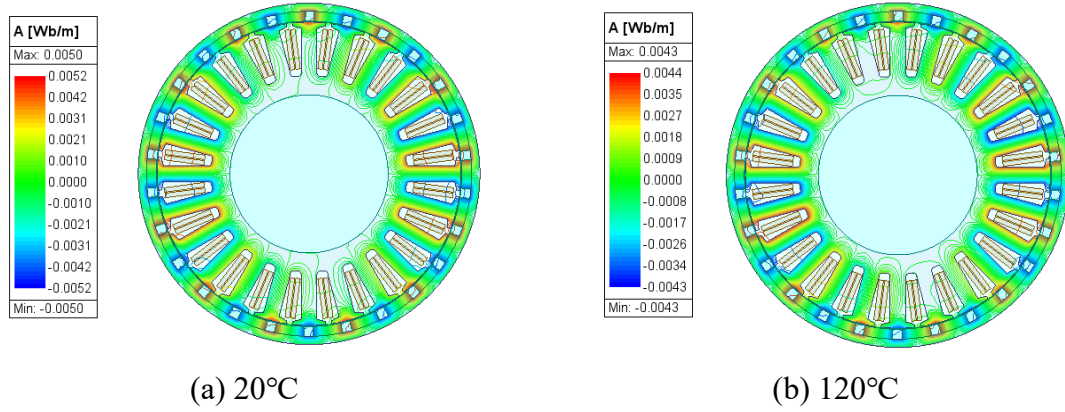 A [Wb/m]
Max: 0.0050
0.0052
0.0042
0.0031
0.0021
0.0010
0.0000
-0.0010
-0.0021
-0.0031
-0.0042
-0.0052
Min: -0.0050
(a) 20℃
A [Wb/m]
Max: 0.0043
0.0044
0.0035
0.0027
0.0018
0.0009
0.0000
-0.0008
-0.0017
-0.0026
-0.0034
-0.0043
Min: -0.0043
(b) 120℃